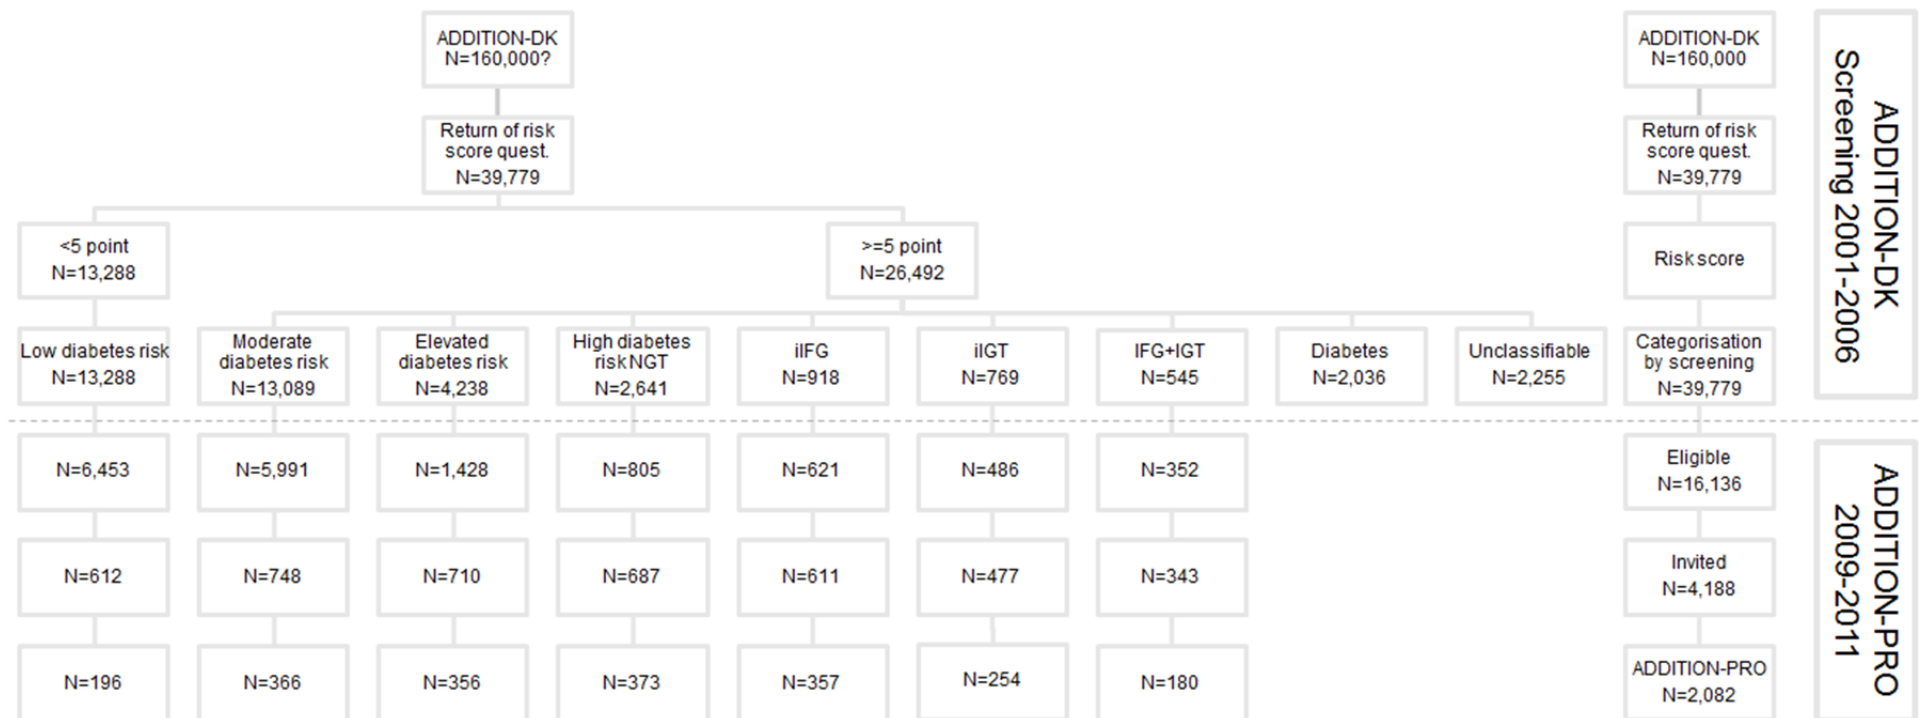 ADDITION-DK
N=160,000?
ADDITION-DK
N=160,000
ADDITION-DK
Screening 2001-2006
Return of risk
score quest.
N=39,779
Return of risk
score quest.
N=39,779
<5 point
N=13,288
>=5 point
N=26,492
Risk score
Low diabetes risk
N=13,288
Moderate
diabetes risk
N=13,089
Elevated
diabetes risk
N=4,238
High diabetes
risk NGT
N=2,641
iIFG
N=918
iIGT
N=769
IFG+IGT
N=545
Diabetes
N=2,036
Unclassifiable
N=2,255
Categorisation
by screening
N=39,779
N=6,453
N=5,991
N=1,428
N=805
N=621
N=486
N=352
Eligible
N=16,136
ADDITION-PRO
2009-2011
N=612
N=748
N=710
N=687
N=611
N=477
N=343
Invited
N=4,188
N=196
N=366
N=356
N=373
N=357
N=254
N=180
ADDITION-PRO
N=2,082